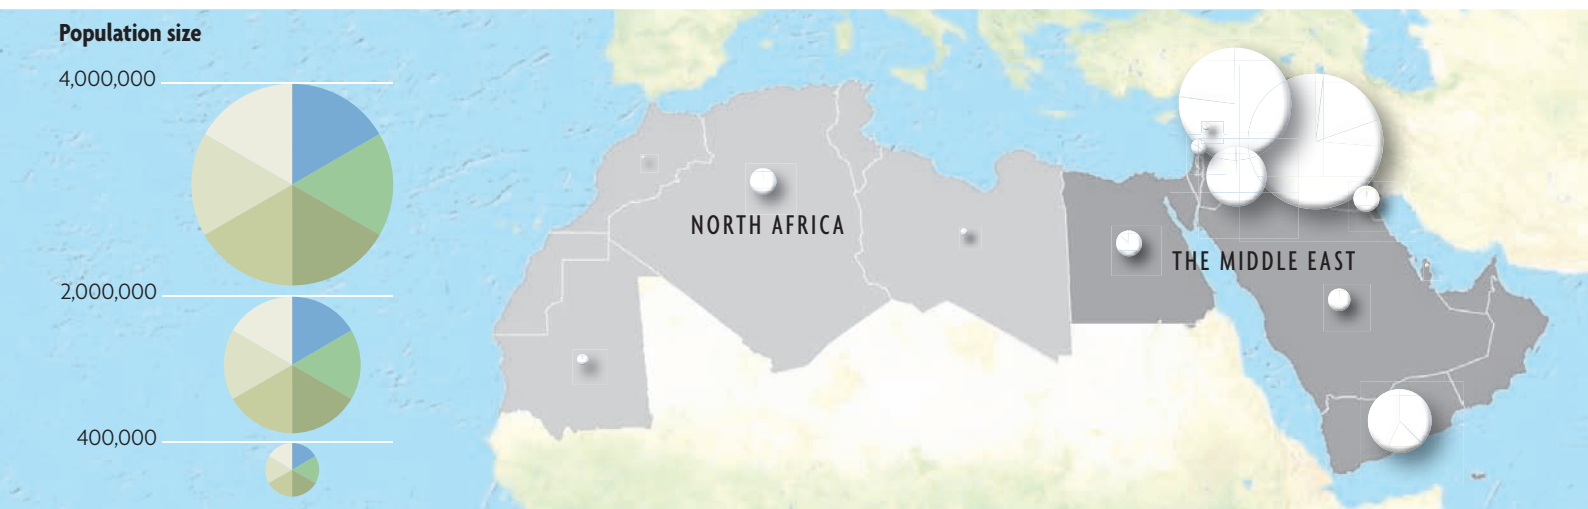 Population size
4,000,000
2,000,000
400,000
NORTH AFRICA
THE MIDDLE EAST